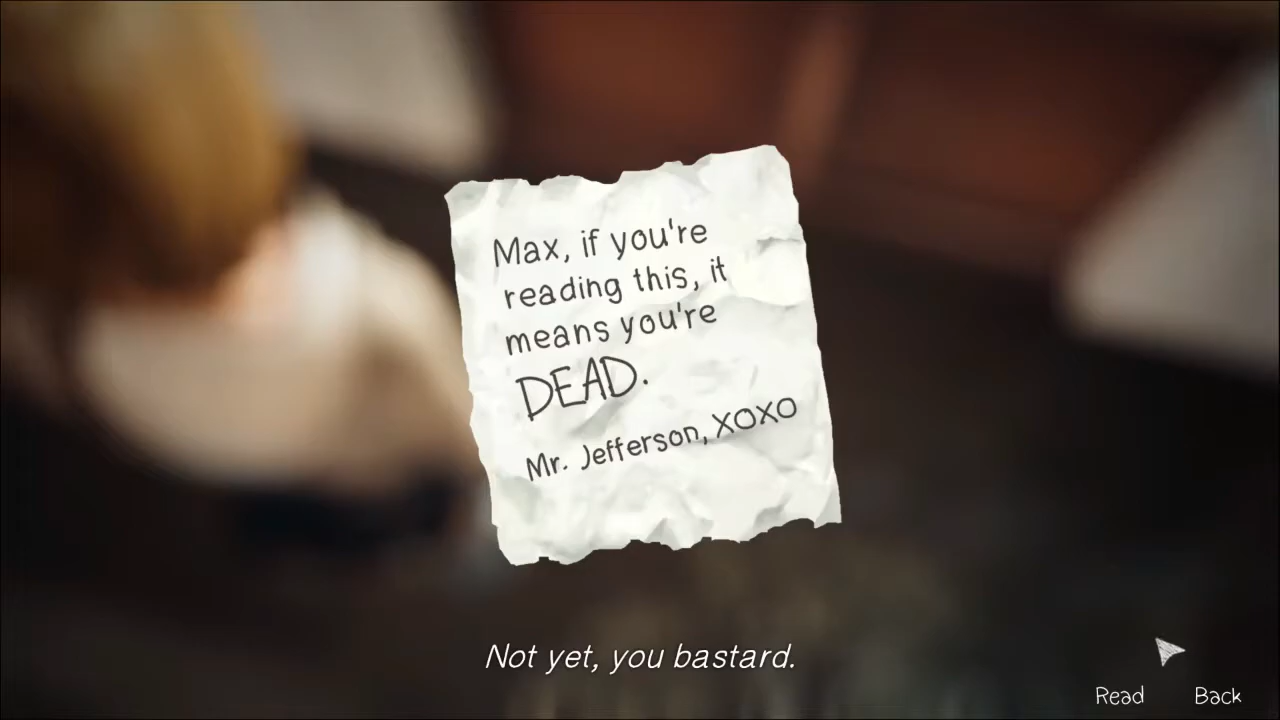 Max, if you're
reading this, it
means you're
DEAD.
Mr. Jefferson, XOXO
Not yet, you bastard.
Read
Back